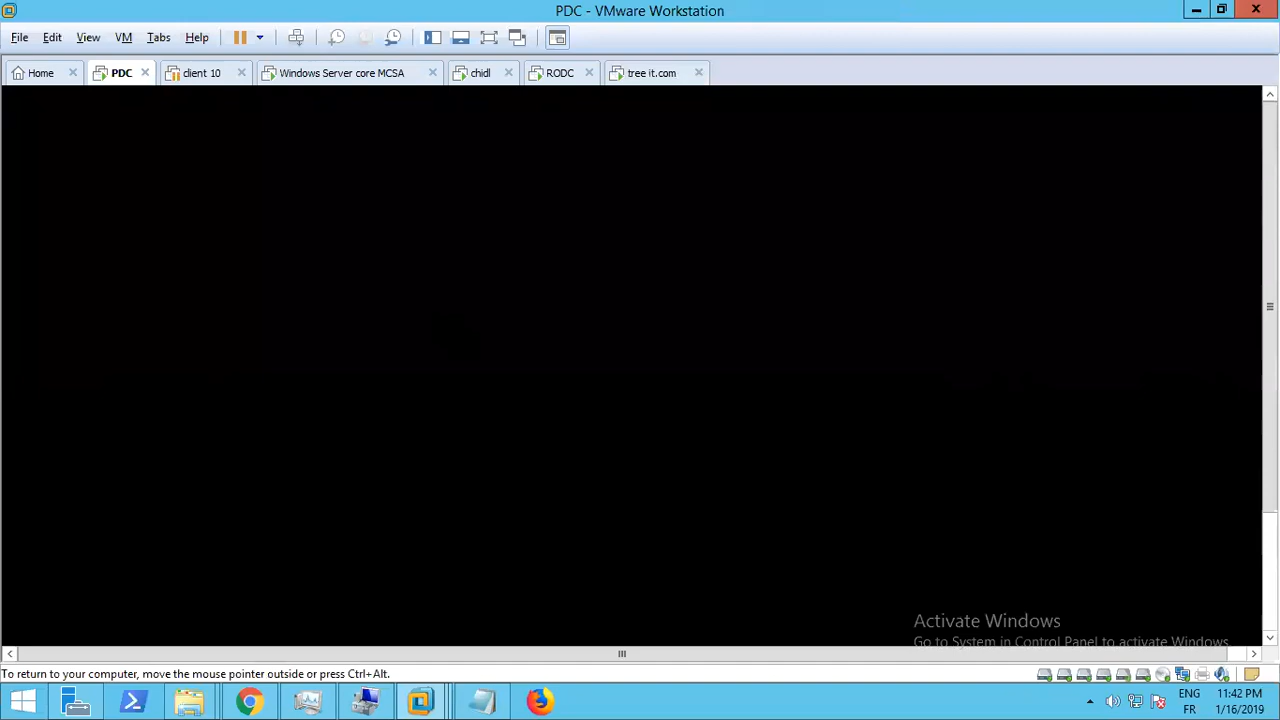 PDC - VMware Workstation
File Edit View VM Tabs Help
Home PDC client 10 Windows Server core MCSA chidl RODC tree it.com
Activate Windows
Go to System in Control Panel to activate Windows.
To return to your computer, move the mouse pointer outside or press Ctrl+Alt.
ENG 11:42 PM
FR 1/16/2019